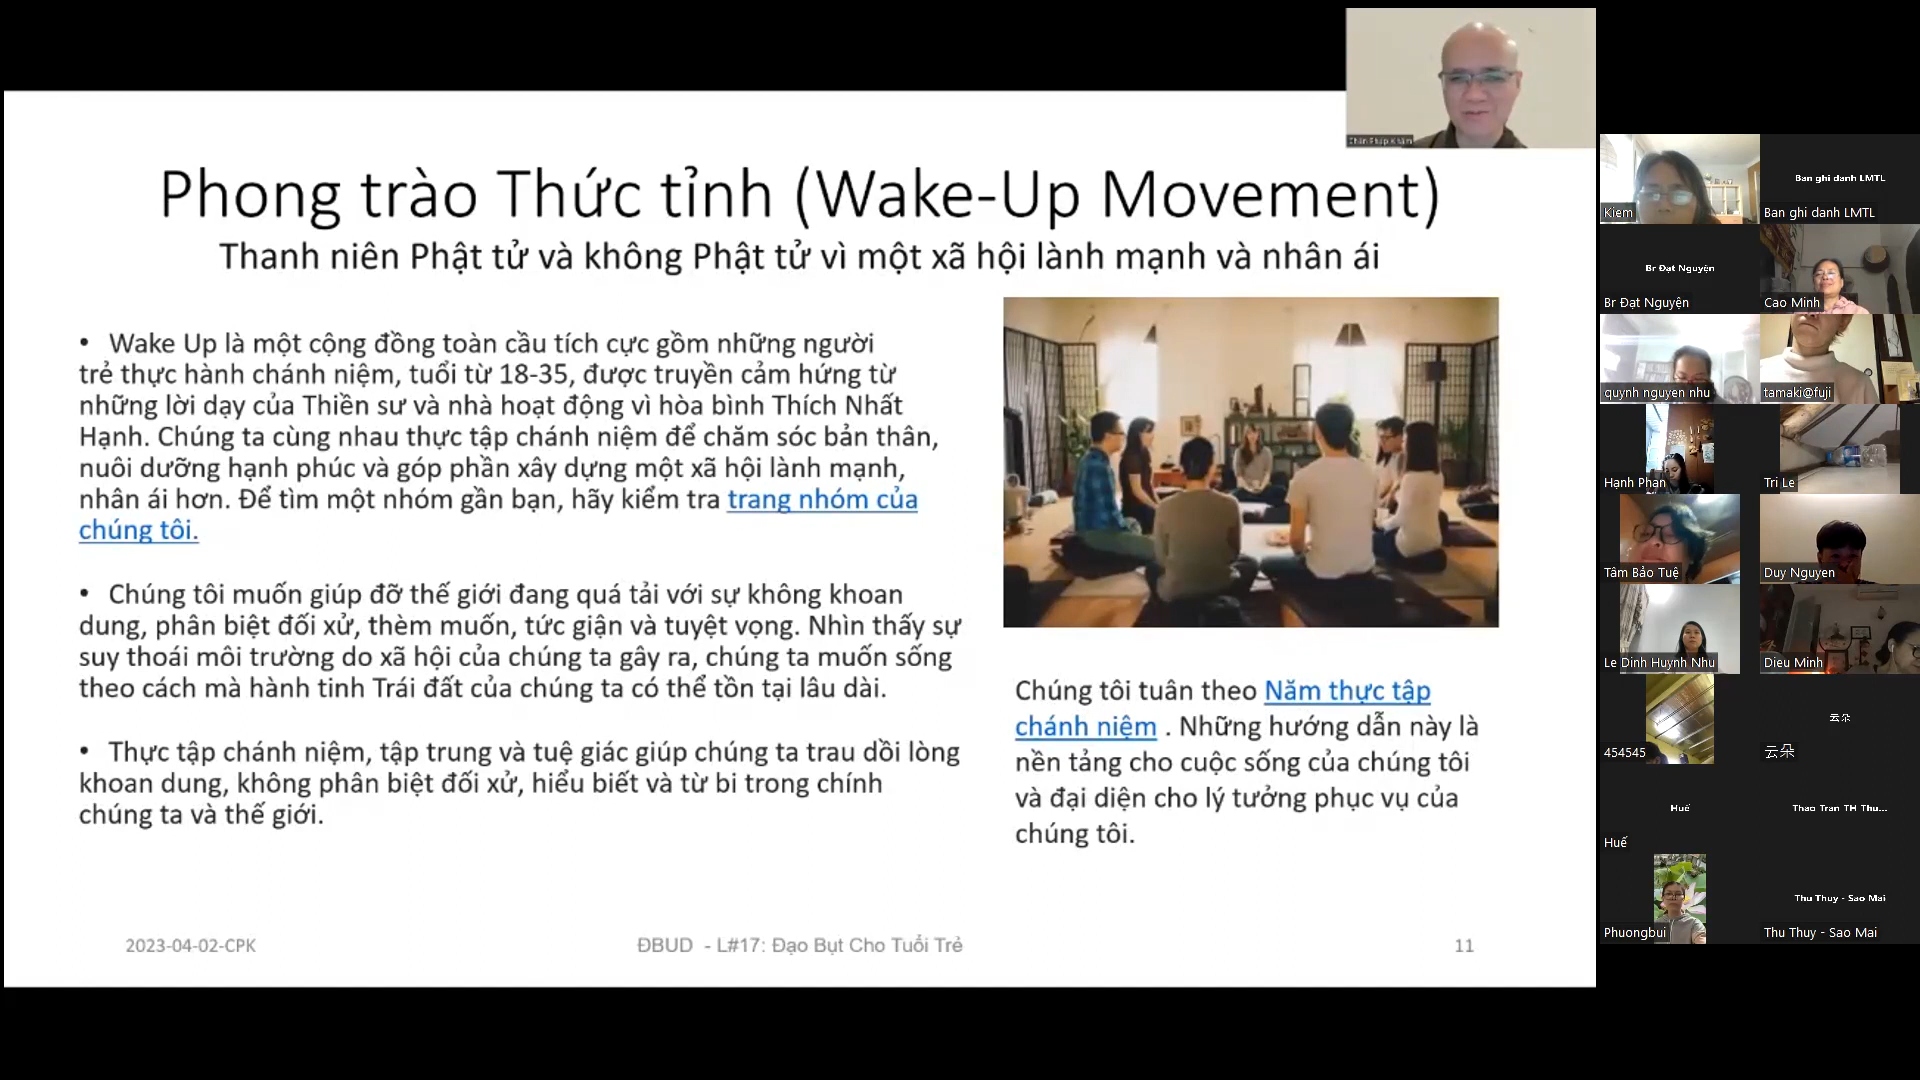 Chân Pháp Khâm
Phong trào Thức tỉnh (Wake-Up Movement)
Thanh niên Phật tử và không Phật tử vì một xã hội lành mạnh và nhân ái
• Wake Up là một cộng đồng toàn cầu tích cực gồm những người
trẻ thực hành chánh niệm, tuổi từ 18-35, được truyền cảm hứng từ
những lời dạy của Thiền sư và nhà hoạt động vì hòa bình Thích Nhất
Hạnh. Chúng ta cùng nhau thực tập chánh niệm để chăm sóc bản thân,
nuôi dưỡng hạnh phúc và góp phần xây dựng một xã hội lành mạnh,
nhân ái hơn. Để tìm một nhóm gần bạn, hãy kiểm tra trang nhóm của
chúng tôi.
• Chúng tôi muốn giúp đỡ thế giới đang quá tải với sự không khoan
dung, phân biệt đối xử, thèm muốn, tức giận và tuyệt vọng. Nhìn thấy sự
suy thoái môi trường do xã hội của chúng ta gây ra, chúng ta muốn sống
theo cách mà hành tinh Trái đất của chúng ta có thể tồn tại lâu dài.
• Thực tập chánh niệm, tập trung và tuệ giác giúp chúng ta trau dồi lòng
khoan dung, không phân biệt đối xử, hiểu biết và từ bi trong chính
chúng ta và thế giới.
Chúng tôi tuân theo Năm thực tập
chánh niệm . Những hướng dẫn này là
nền tảng cho cuộc sống của chúng tôi
và đại diện cho lý tưởng phục vụ của
chúng tôi.
2023-04-02-CPK
ĐBUD - L#17: Đạo Bụt Cho Tuổi Trẻ
11
Kiem
Ban ghi danh LMTL
Ban ghi danh LMTL
Br Đạt Nguyện
Br Đạt Nguyện
Cao Minh
quynh nguyen nhu
tamaki@fuji
Hạnh Phan
Tri Le
Tâm Bảo Tuệ
Duy Nguyen
Le Dinh Huynh Nhu
Dieu Minh
454545
云朵
云朵
Huế
Huế
Thao Tran TH Thu...
Phuongbui
Thu Thuy - Sao Mai
Thu Thuy - Sao Mai